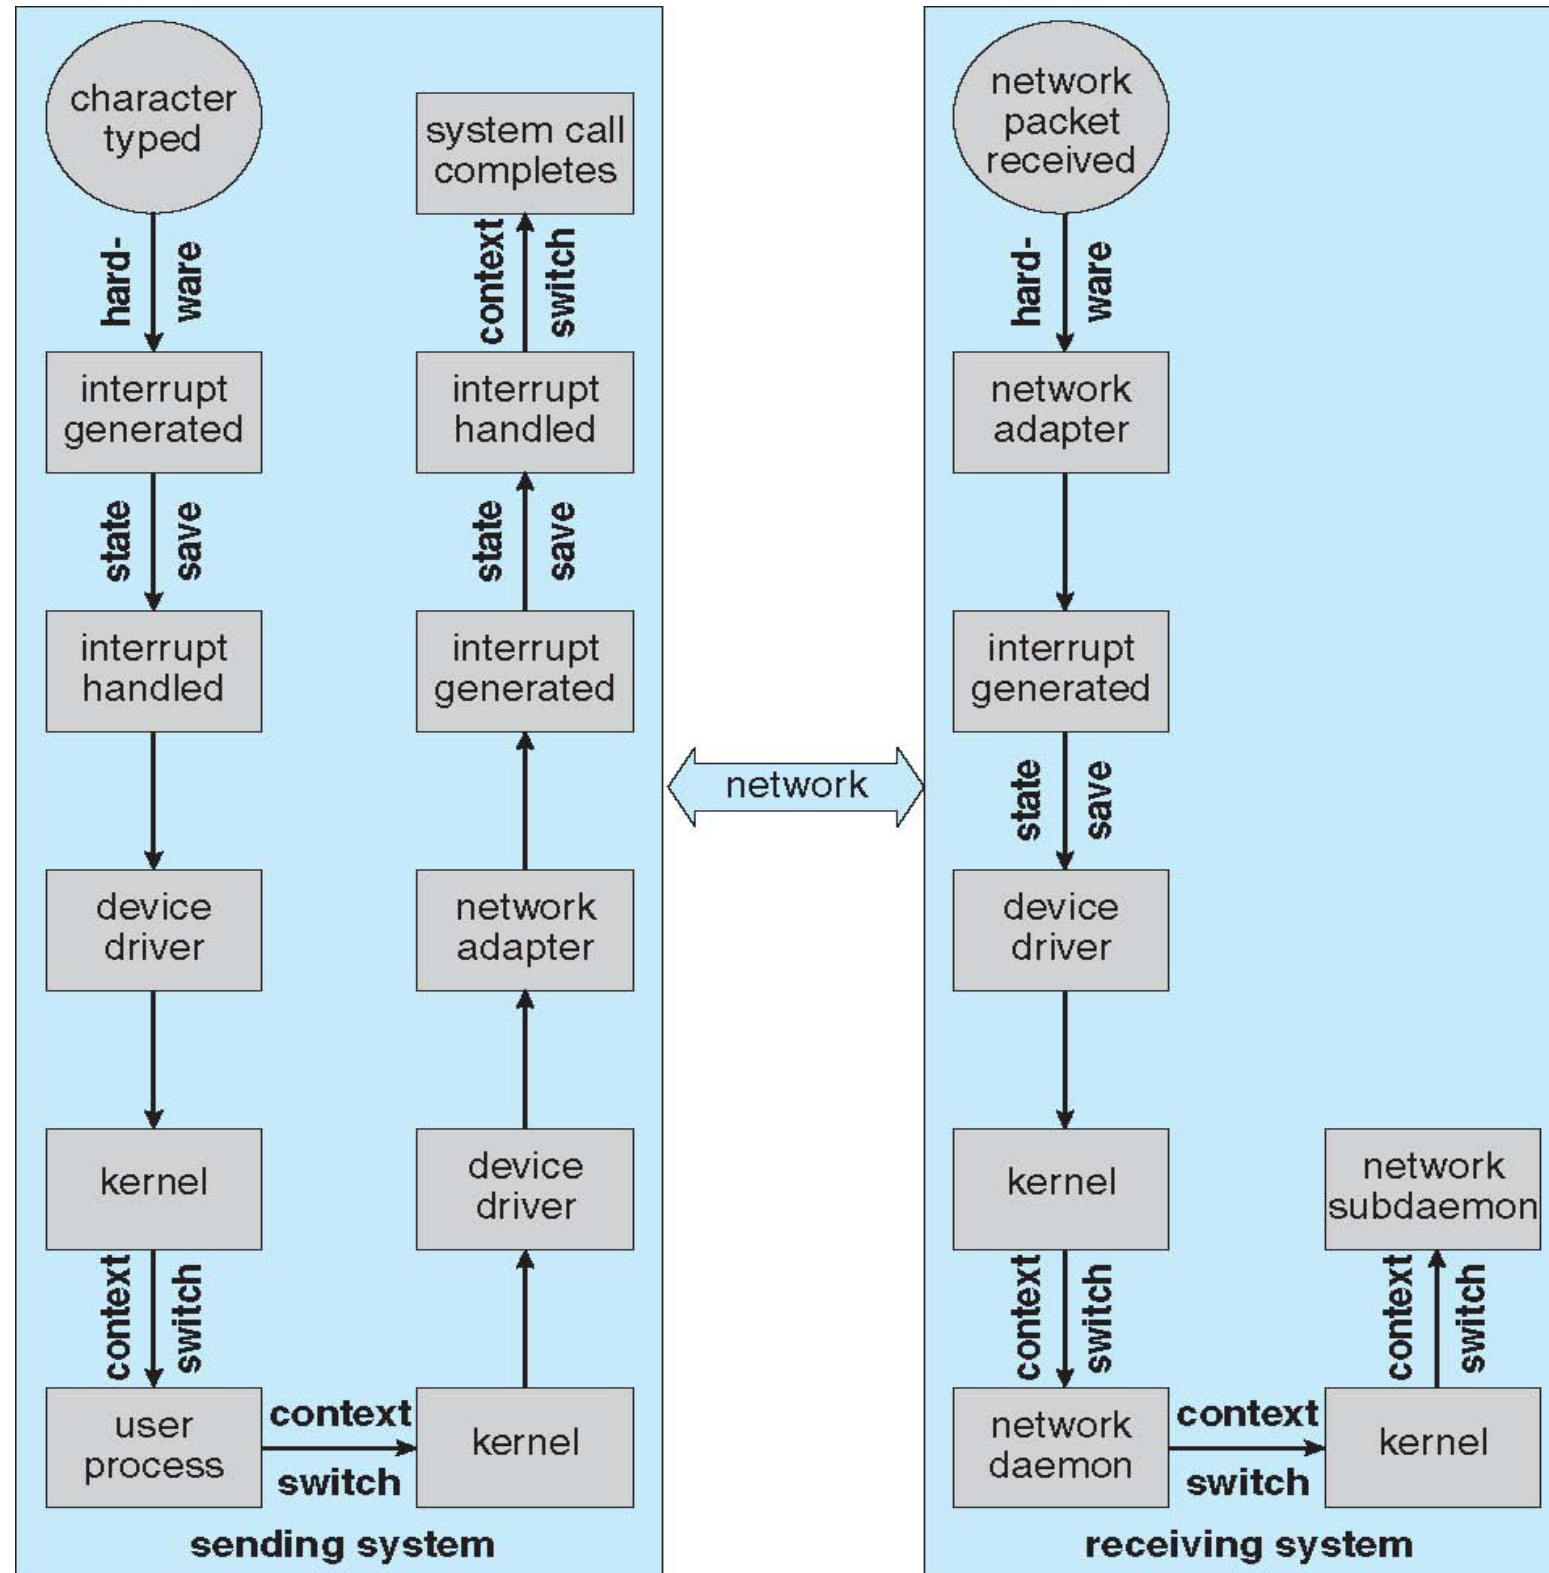 character
typed
hard-
ware
interrupt
generated
state
save
interrupt
handled
device
driver
kernel
context
switch
user
process
context
switch
kernel
device
driver
network
adapter
interrupt
generated
state
save
interrupt
handled
context
switch
system call
completes
sending system
network
network
packet
received
hard-
ware
network
adapter
interrupt
generated
state
save
device
driver
kernel
context
switch
network
daemon
context
switch
kernel
context
switch
network
subdaemon
receiving system